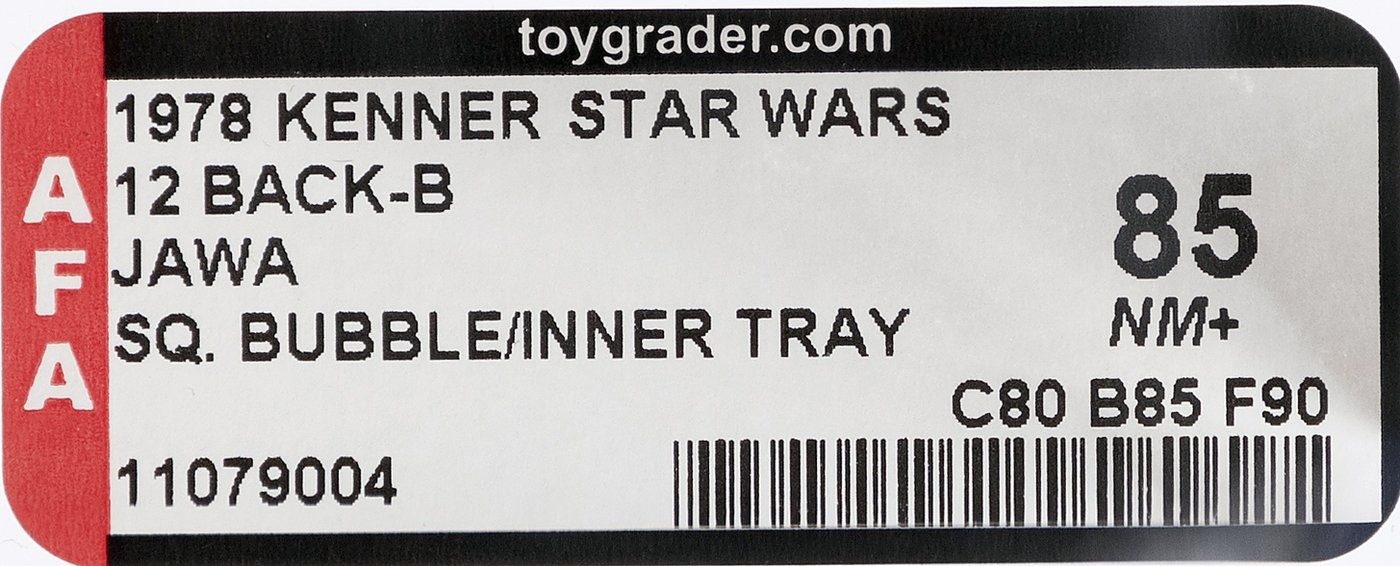 toygrader.com
AFA
1978 KENNER STAR WARS
12 BACK-B
JAWA
SQ. BUBBLE/INNER TRAY
85
NM+
C80 B85 F90
11079004